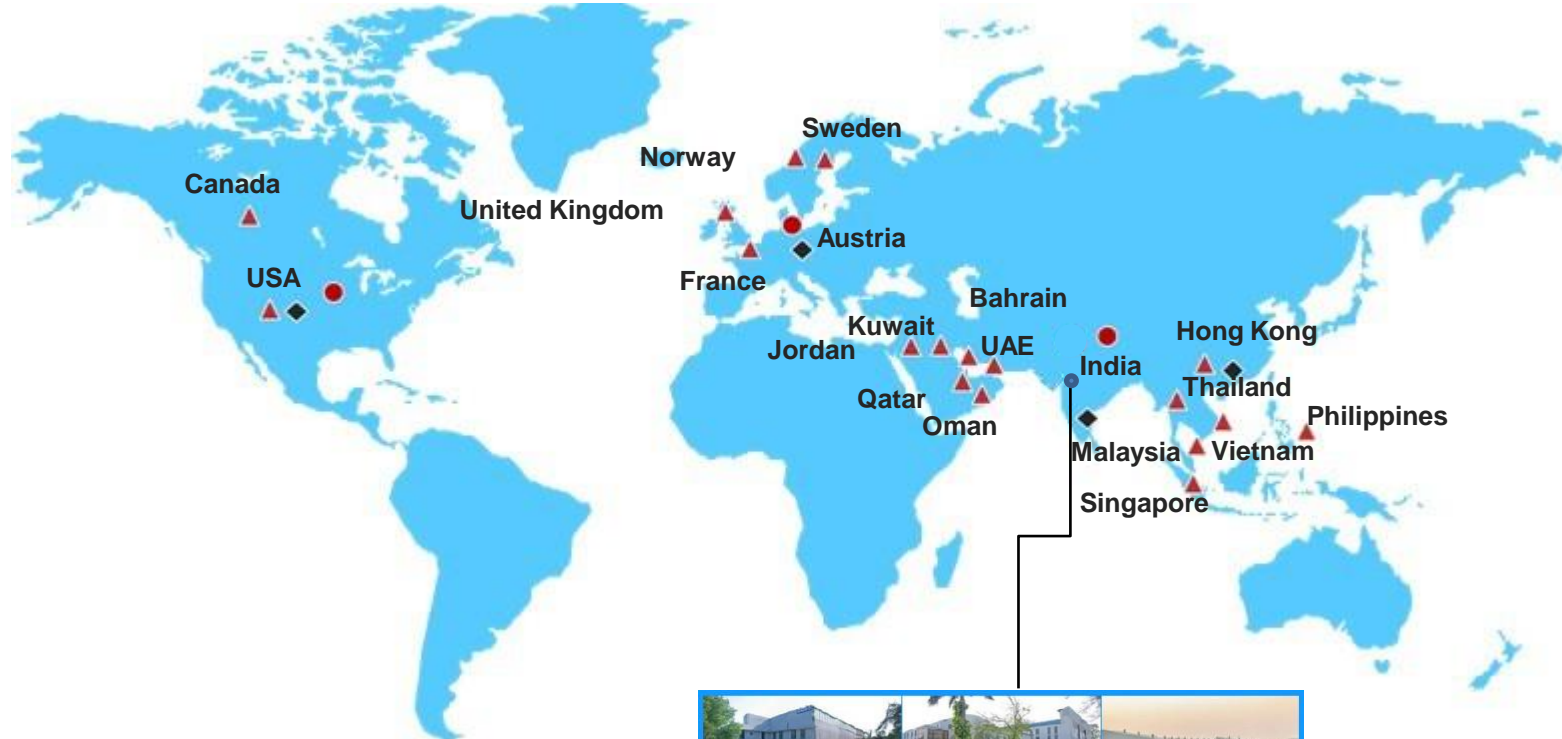 Sweden
Norway
Canada
United Kingdom
Austria
USA
France
Bahrain
Kuwait
Hong Kong
Jordan
UAE
India
Thailand
Qatar
Philippines
Oman
Malaysia
Vietnam
Singapore